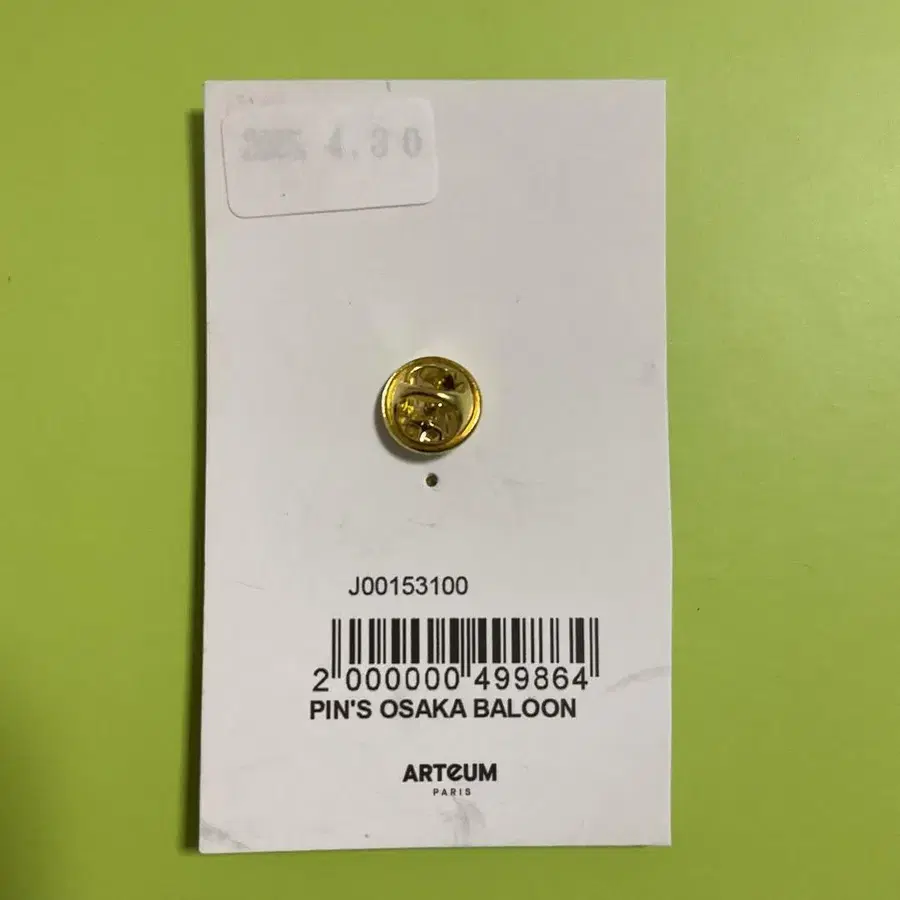 4.30
J00153100
2 000000 499864
PIN'S OSAKA BALOON
ARTEUM
PARIS